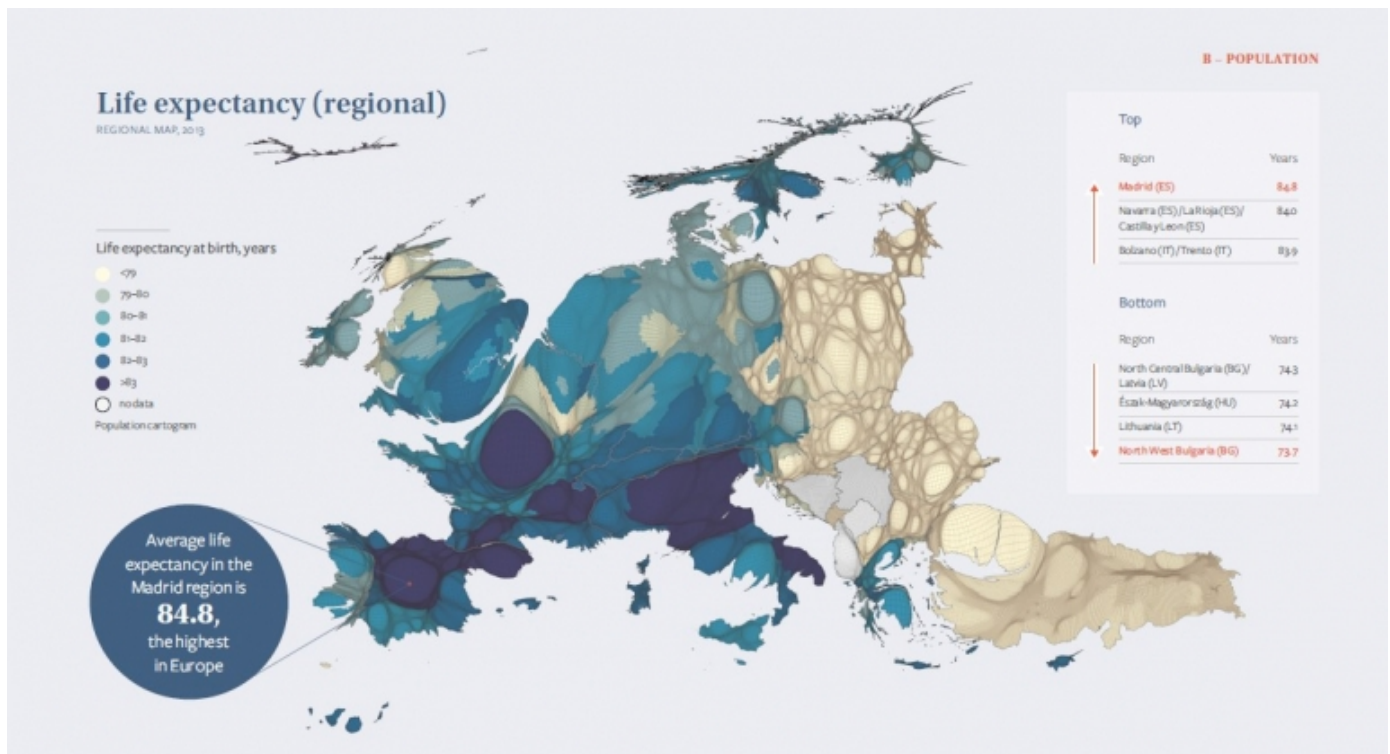 B – POPULATION
Life expectancy (regional)
REGIONAL MAP, 2013
Life expectancy at birth, years
<79
79–80
80–81
81–82
82–83
>83
no data
Population cartogram
Average life
expectancy in the
Madrid region is
84.8,
the highest
in Europe
Top
Region Years
Madrid (ES) 84.8
Navarra (ES)/La Rioja (ES)/ 84.0
Castilla y Leon (ES)
Bolzano (IT)/Trento (IT) 83.9
Bottom
Region Years
North Central Bulgaria (BG)/ 74.3
Latvia (LV)
Észak-Magyarország (HU) 74.2
Lithuania (LT) 74.1
North West Bulgaria (BG) 73.7